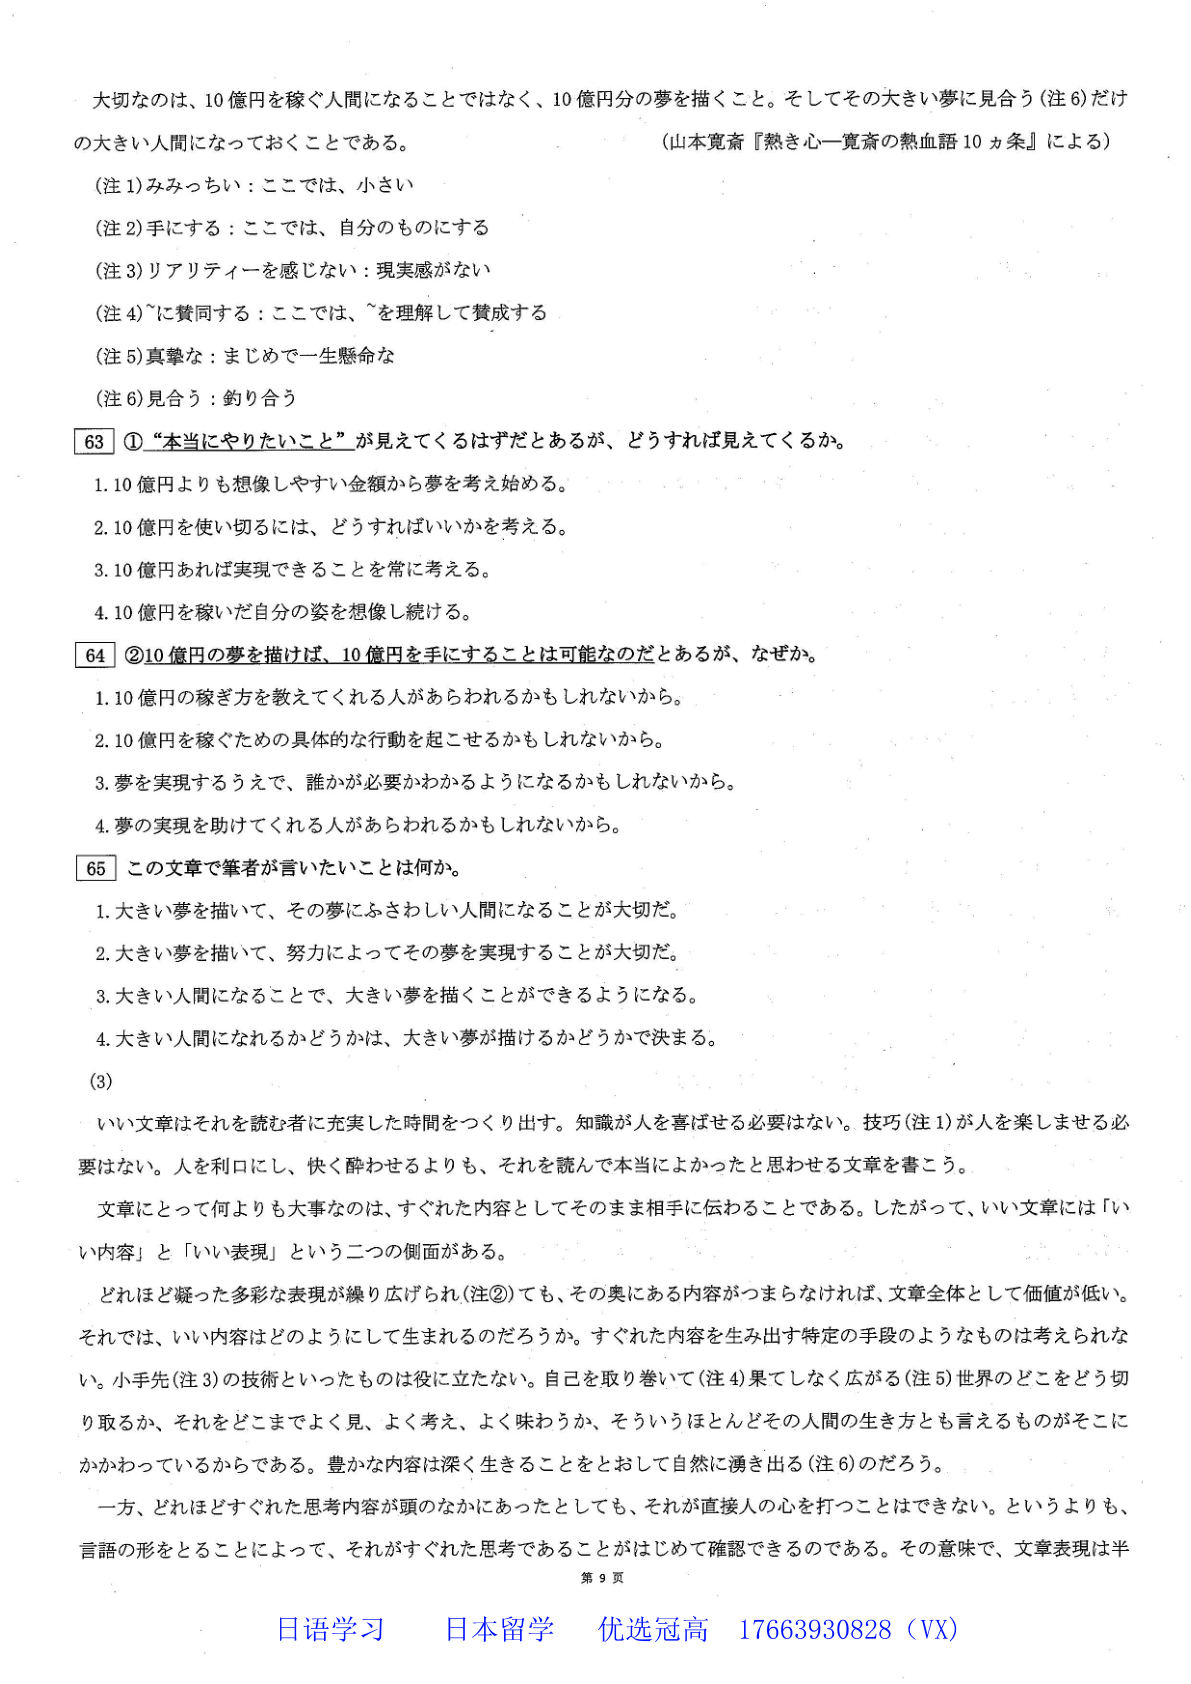 大切なのは、10億円を稼ぐ人間になることではなく、10億円分の夢を描くこと。そしてその大きい夢に見合う(注6)だけ
の大きい人間になっておくことである。 (山本寛斎『熱き心―寛斎の熱血語10ヵ条』による)
(注1)みみっちい：ここでは、小さい
(注2)手にする：ここでは、自分のものにする
(注3)リアリティーを感じない：現実感がない
(注4)~に賛同する：ここでは、~を理解して賛成する
(注5)真摯な：まじめで一生懸命な
(注6)見合う：釣り合う
63 ①“本当にやりたいこと”が見えてくるはずだとあるが、どうすれば見えてくるか。
1. 10億円よりも想像しやすい金額から夢を考え始める。
2. 10億円を使い切るには、どうすればいいかを考える。
3. 10億円あれば実現できることを常に考える。
4. 10億円を稼いだ自分の姿を想像し続ける。
64 ②10億円の夢を描けば、10億円を手にすることは可能なのだとあるが、なぜか。
1. 10億円の稼ぎ方を教えてくれる人があらわれるかもしれないから。
2. 10億円を稼ぐための具体的な行動を起こせるかもしれないから。
3. 夢を実現するうえで、誰かが必要かわかるようになるかもしれないから。
4. 夢の実現を助けてくれる人があらわれるかもしれないから。
65 この文章で筆者が言いたいことは何か。
1. 大きい夢を描いて、その夢にふさわしい人間になることが大切だ。
2. 大きい夢を描いて、努力によってその夢を実現することが大切だ。
3. 大きい人間になることで、大きい夢を描くことができるようになる。
4. 大きい人間になれるかどうかは、大きい夢が描けるかどうかで決まる。
(3)
いい文章はそれを読む者に充実した時間をつくり出す。知識が人を喜ばせる必要はない。技巧(注1)が人を楽しませる必
要はない。人を利口にし、快く酔わせるよりも、それを読んで本当によかったと思わせる文章を書こう。
文章にとって何よりも大事なのは、すぐれた内容としてそのまま相手に伝わることである。したがって、いい文章には「い
い内容」と「いい表現」という二つの側面がある。
どれほど凝った多彩な表現が繰り広げられ(注②)ても、その奥にある内容がつまらなければ、文章全体として価値が低い。
それでは、いい内容はどのようにして生まれるのだろうか。すぐれた内容を生み出す特定の手段のようなものは考えられな
い。小手先(注3)の技術といったものは役に立たない。自己を取り巻いて(注4)果てしなく広がる(注5)世界のどこをどう切
り取るか、それをどこまでよく見、よく考え、よく味わうか、そういうほとんどその人間の生き方とも言えるものがそこに
かかわっているからである。豊かな内容は深く生きることをとおして自然に湧き出る(注6)のだろう。
一方、どれほどすぐれた思考内容が頭のなかにあったとしても、それが直接人の心を打つことはできない。というよりも、
言語の形をとることによって、それがすぐれた思考であることがはじめて確認できるのである。その意味で、文章表現は半
第 9 页
日语学习 日本留学 优选冠高 17663930828（VX)